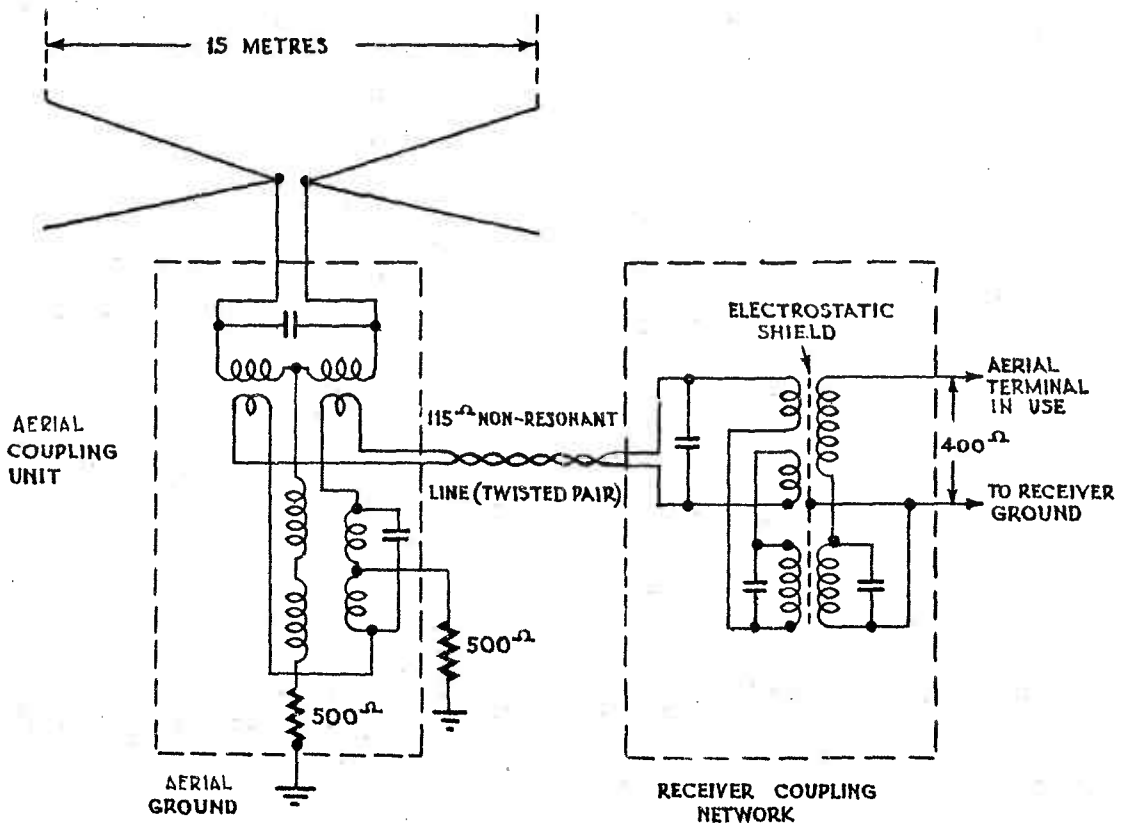 15 METRES
ELECTROSTATIC
SHIELD
AERIAL
TERMINAL
IN USE
AERIAL
COUPLING
UNIT
115Ω NON-RESONANT
LINE (TWISTED PAIR)
400Ω
TO RECEIVER
GROUND
500Ω
500Ω
AERIAL
GROUND
RECEIVER COUPLING
NETWORK